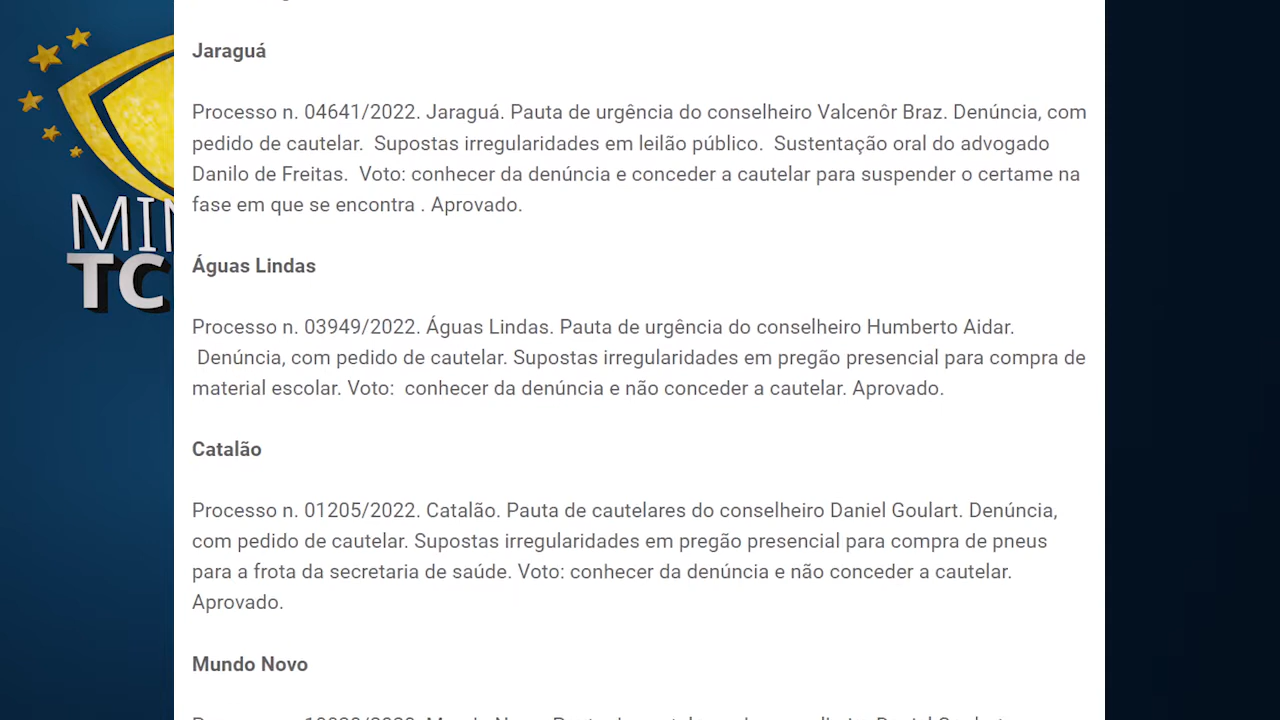 Jaraguá
Processo n. 04641/2022. Jaraguá. Pauta de urgência do conselheiro Valcenôr Braz. Denúncia, com
pedido de cautelar.  Supostas irregularidades em leilão público.  Sustentação oral do advogado
Danilo de Freitas.  Voto: conhecer da denúncia e conceder a cautelar para suspender o certame na
fase em que se encontra . Aprovado.
MIN
TC
Águas Lindas
Processo n. 03949/2022. Águas Lindas. Pauta de urgência do conselheiro Humberto Aidar.
Denúncia, com pedido de cautelar. Supostas irregularidades em pregão presencial para compra de
material escolar. Voto:  conhecer da denúncia e não conceder a cautelar. Aprovado.
Catalão
Processo n. 01205/2022. Catalão. Pauta de cautelares do conselheiro Daniel Goulart. Denúncia,
com pedido de cautelar. Supostas irregularidades em pregão presencial para compra de pneus
para a frota da secretaria de saúde. Voto: conhecer da denúncia e não conceder a cautelar.
Aprovado.
Mundo Novo